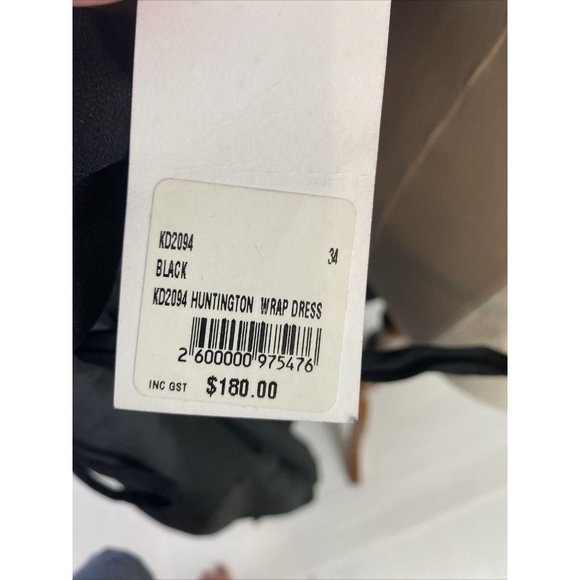 KD2094 34
BLACK
KD2094 HUNTINGTON WRAP DRESS
2 600000 975476
INC GST $180.00